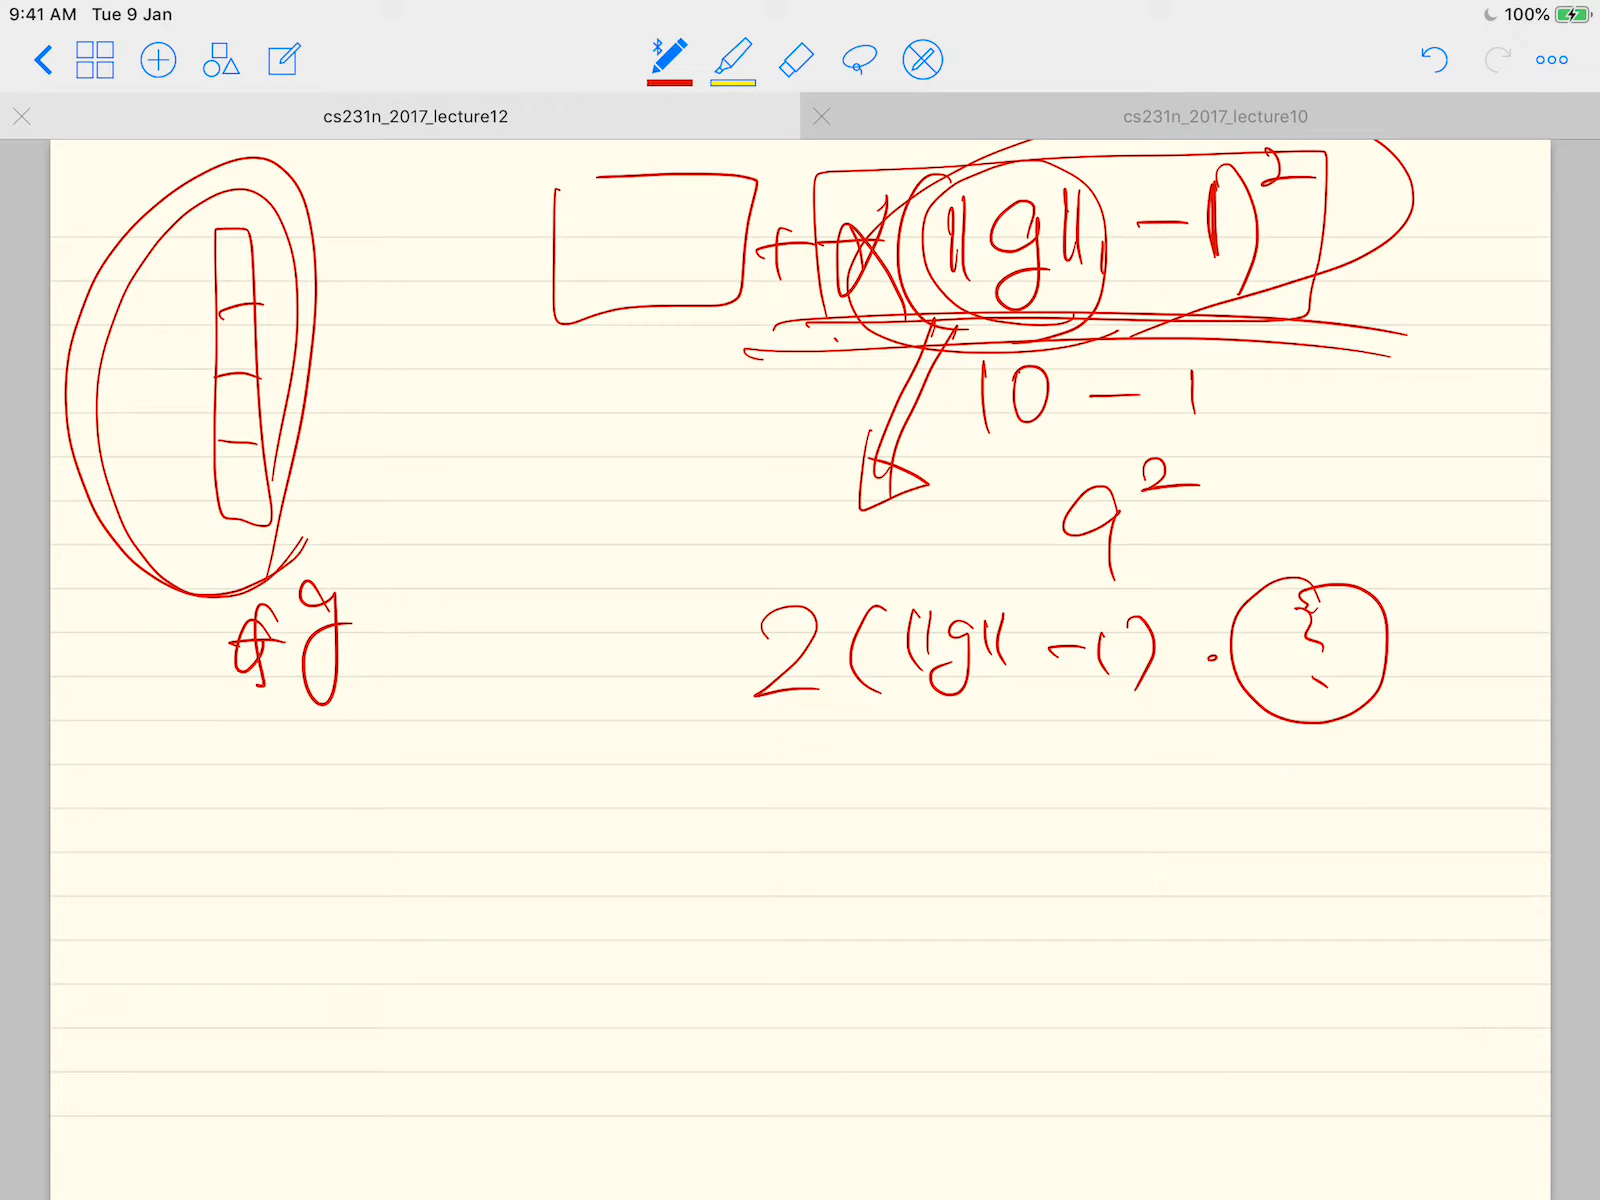 9:41 AM Tue 9 Jan 100%
cs231n_2017_lecture12 cs231n_2017_lecture10
+ (||g|| - 1)²
10 - 1
9²
g
2 (||g|| - 1) ·